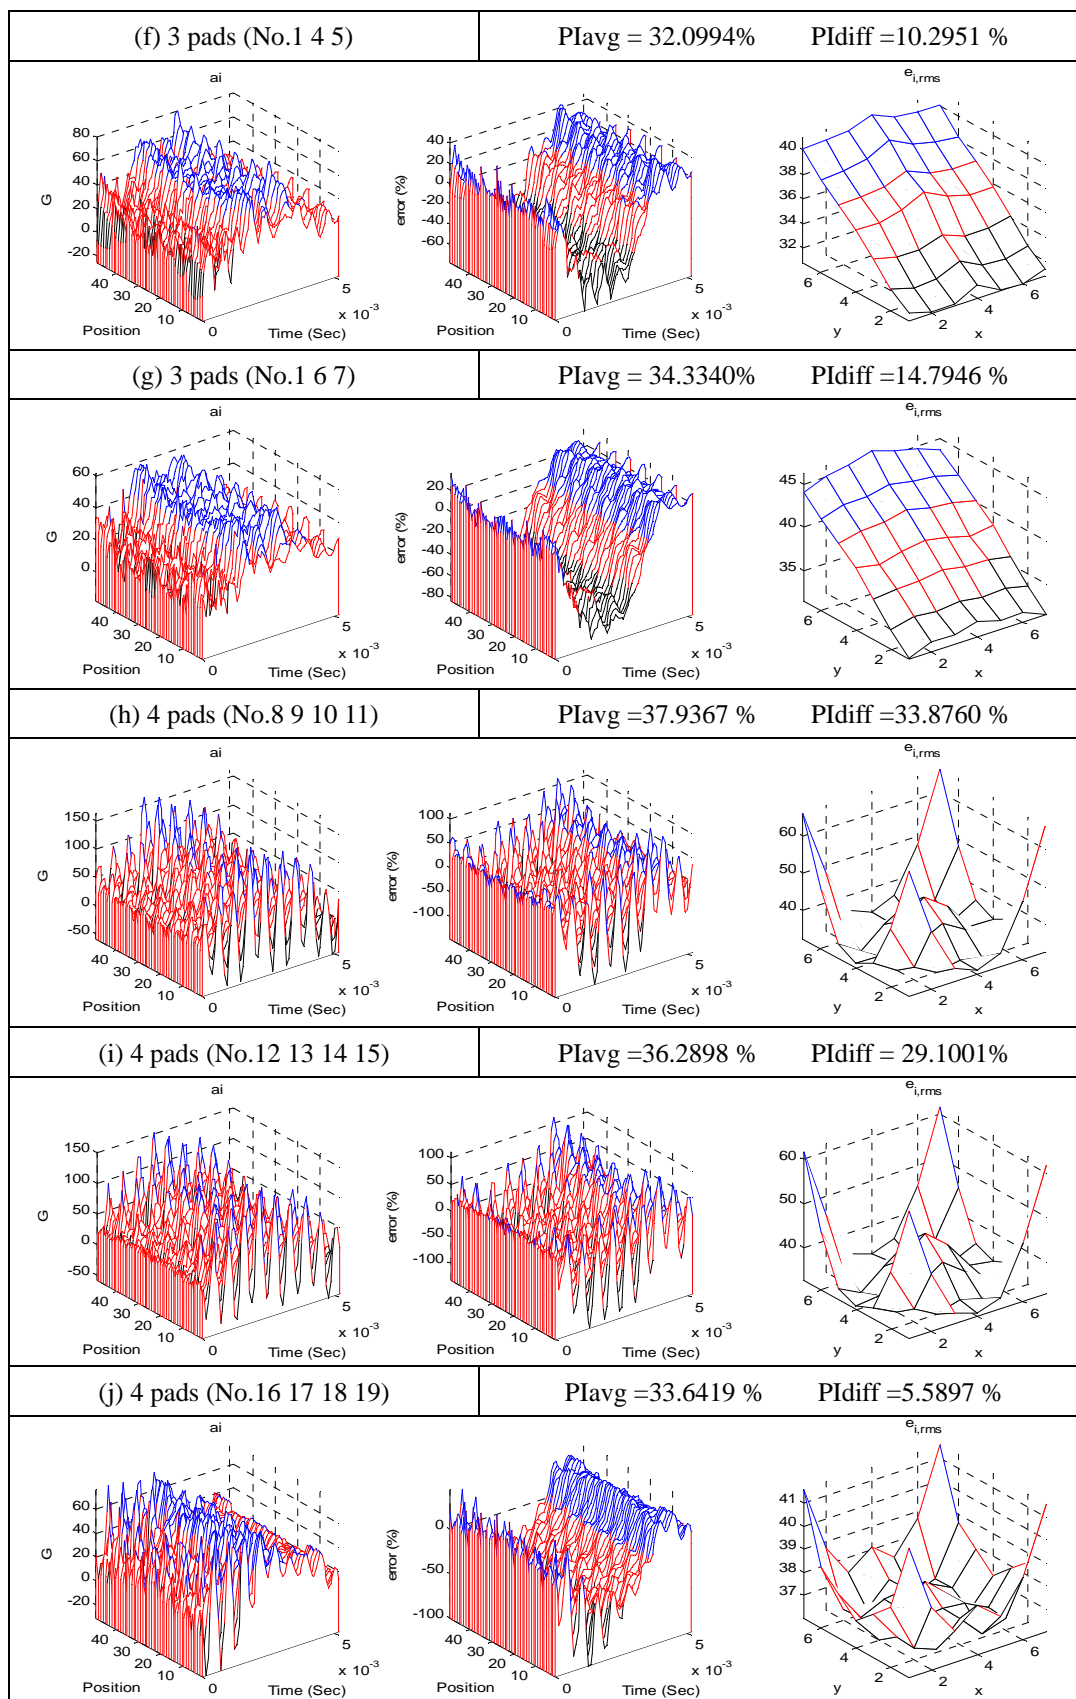 (f) 3 pads (No.1 4 5) PIavg = 32.0994% PIdiff =10.2951 %
ai
80
60
40
20
0
-20
G
40
30
20
10
Position
0
Time (Sec)
5
x 10-3
40
20
0
-20
-40
-60
error (%)
40
30
20
10
Position
0
Time (Sec)
5
x 10-3
ei,rms
40
38
36
34
32
6
4
2
y
2
4
6
x
(g) 3 pads (No.1 6 7) PIavg = 34.3340% PIdiff =14.7946 %
ai
60
40
20
0
G
40
30
20
10
Position
0
Time (Sec)
5
x 10-3
20
0
-20
-40
-60
-80
error (%)
40
30
20
10
Position
0
Time (Sec)
5
x 10-3
ei,rms
45
40
35
6
4
2
y
2
4
6
x
(h) 4 pads (No.8 9 10 11) PIavg =37.9367 % PIdiff =33.8760 %
ai
150
100
50
0
-50
G
40
30
20
10
Position
0
Time (Sec)
5
x 10-3
100
50
0
-50
-100
error (%)
40
30
20
10
Position
0
Time (Sec)
5
x 10-3
ei,rms
60
50
40
6
4
2
y
2
4
6
x
(i) 4 pads (No.12 13 14 15) PIavg =36.2898 % PIdiff = 29.1001%
ai
150
100
50
0
-50
G
40
30
20
10
Position
0
Time (Sec)
5
x 10-3
100
50
0
-50
-100
error (%)
40
30
20
10
Position
0
Time (Sec)
5
x 10-3
ei,rms
60
50
40
6
4
2
y
2
4
6
x
(j) 4 pads (No.16 17 18 19) PIavg =33.6419 % PIdiff =5.5897 %
ai
60
40
20
0
-20
G
40
30
20
10
Position
0
Time (Sec)
5
x 10-3
0
-50
-100
error (%)
40
30
20
10
Position
0
Time (Sec)
5
x 10-3
ei,rms
41
40
39
38
37
6
4
2
y
2
4
6
x